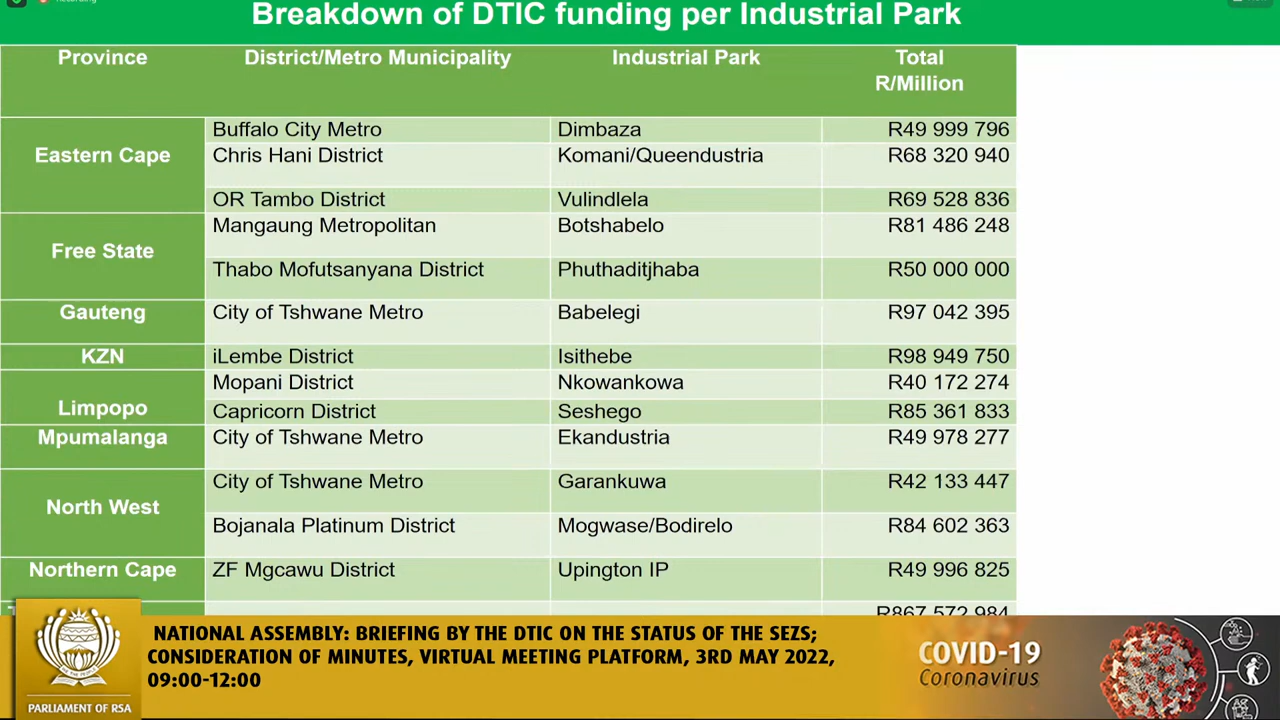 Breakdown of DTIC funding per Industrial Park
Province District/Metro Municipality Industrial Park Total R/Million
Eastern Cape
Buffalo City Metro Dimbaza R49 999 796
Chris Hani District Komani/Queendustria R68 320 940
OR Tambo District Vulindlela R69 528 836
Free State
Mangaung Metropolitan Botshabelo R81 486 248
Thabo Mofutsanyana District Phuthaditjhaba R50 000 000
Gauteng City of Tshwane Metro Babelegi R97 042 395
KZN iLembe District Isithebe R98 949 750
Limpopo
Mopani District Nkowankowa R40 172 274
Capricorn District Seshego R85 361 833
Mpumalanga City of Tshwane Metro Ekandustria R49 978 277
North West
City of Tshwane Metro Garankuwa R42 133 447
Bojanala Platinum District Mogwase/Bodirelo R84 602 363
Northern Cape ZF Mgcawu District Upington IP R49 996 825
R867 572 984
NATIONAL ASSEMBLY: BRIEFING BY THE DTIC ON THE STATUS OF THE SEZS;
CONSIDERATION OF MINUTES, VIRTUAL MEETING PLATFORM, 3RD MAY 2022,
09:00-12:00
PARLIAMENT OF RSA
COVID-19
Coronavirus